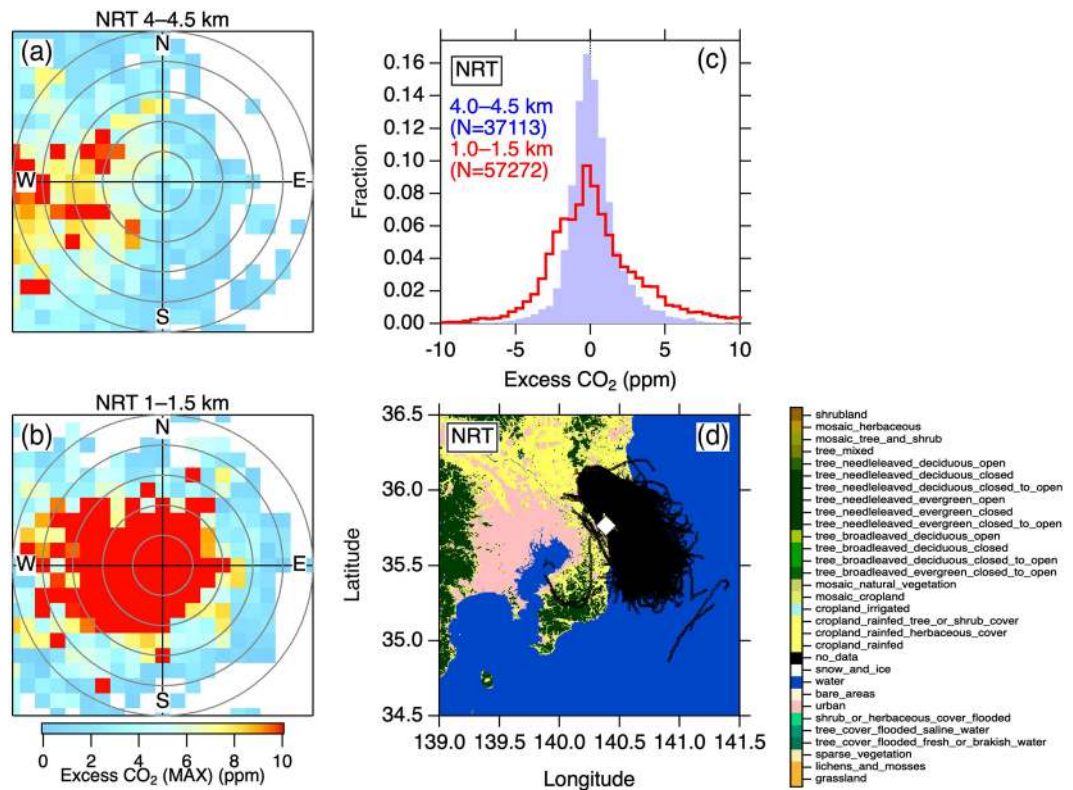 NRT 4–4.5 km
(a)
N
W
E
S
(c)
NRT
4.0–4.5 km
(N=37113)
1.0–1.5 km
(N=57272)
Fraction
0.16
0.14
0.12
0.10
0.08
0.06
0.04
0.02
0.00
-10
-5
0
5
10
Excess CO2 (ppm)
NRT 1–1.5 km
(b)
N
W
E
S
0
2
4
6
8
10
Excess CO2 (MAX) (ppm)
(d)
NRT
Latitude
36.5
36.0
35.5
35.0
34.5
139.0
139.5
140.0
140.5
141.0
141.5
Longitude
shrubland
mosaic_herbaceous
mosaic_tree_and_shrub
tree_mixed
tree_needleleaved_deciduous_open
tree_needleleaved_deciduous_closed
tree_needleleaved_deciduous_closed_to_open
tree_needleleaved_evergreen_open
tree_needleleaved_evergreen_closed
tree_needleleaved_evergreen_closed_to_open
tree_broadleaved_deciduous_open
tree_broadleaved_deciduous_closed
tree_broadleaved_deciduous_closed_to_open
tree_broadleaved_evergreen_closed_to_open
mosaic_natural_vegetation
mosaic_cropland
cropland_irrigated
cropland_rainfed_tree_or_shrub_cover
cropland_rainfed_herbaceous_cover
cropland_rainfed
no_data
snow_and_ice
water
bare_areas
urban
shrub_or_herbaceous_cover_flooded
tree_cover_flooded_saline_water
tree_cover_flooded_fresh_or_brakish_water
sparse_vegetation
lichens_and_mosses
grassland